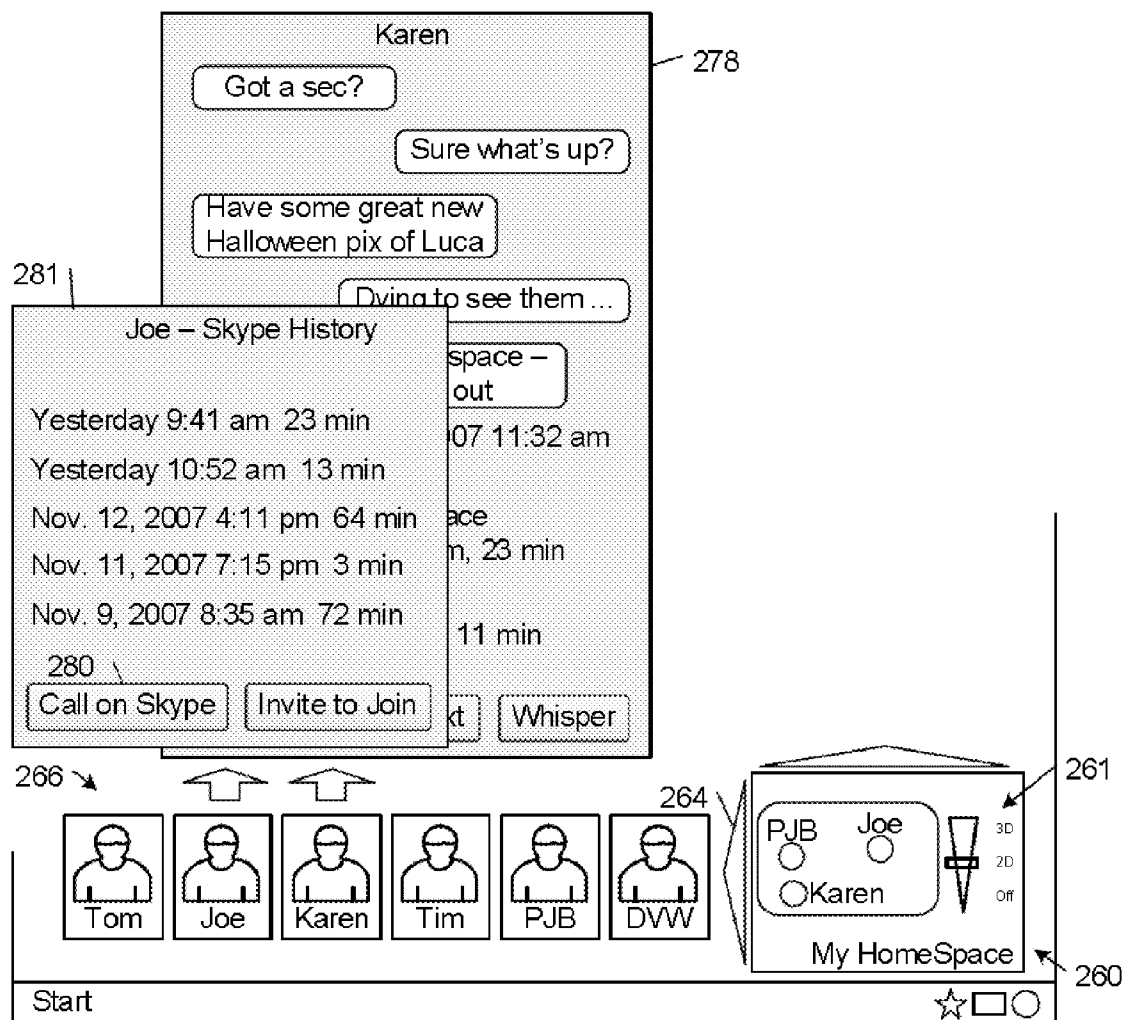 Karen
278
Got a sec?
Sure what's up?
Have some great new
Halloween pix of Luca
Dying to see them ...
281
Joe – Skype History
space –
out
Yesterday 9:41 am 23 min
07 11:32 am
Yesterday 10:52 am 13 min
Nov. 12, 2007 4:11 pm 64 min
ace
Nov. 11, 2007 7:15 pm 3 min
, 23 min
Nov. 9, 2007 8:35 am 72 min
11 min
280
Call on Skype
Invite to Join
xt
Whisper
266
264
261
PJB
Joe
3D
2D
Karen
Off
Tom
Joe
Karen
Tim
PJB
DVW
My HomeSpace
260
Start